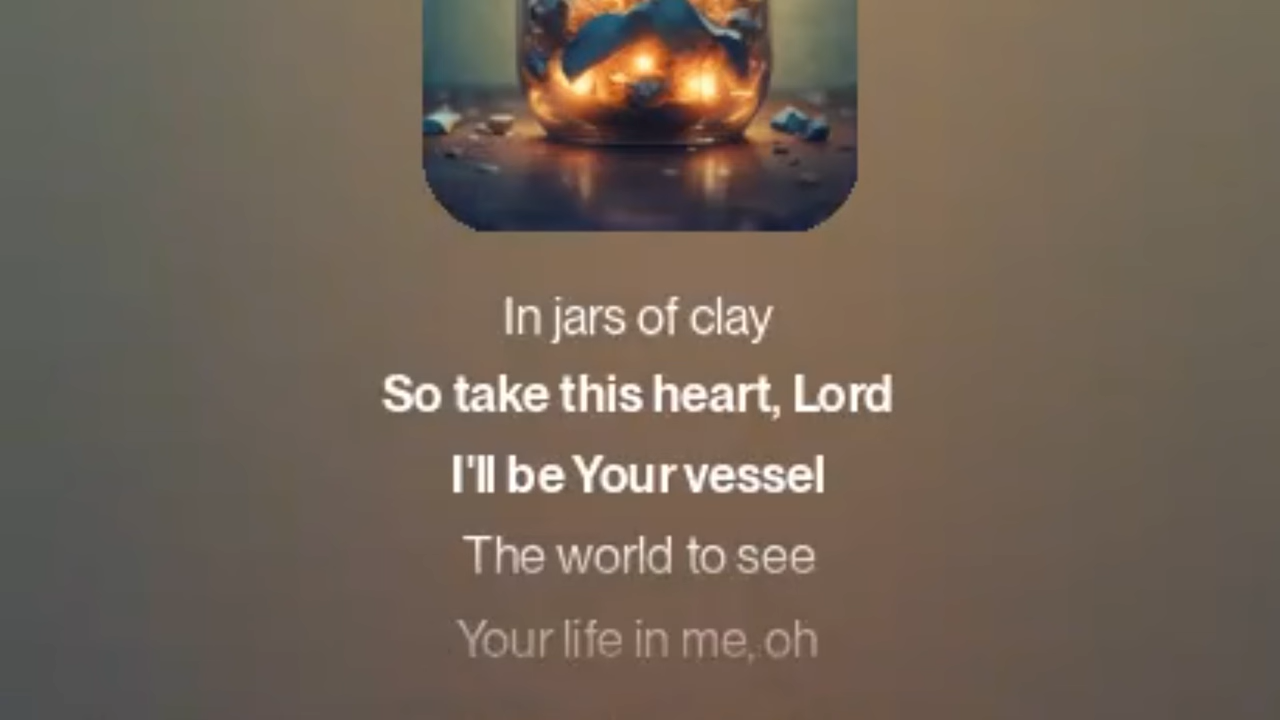 In jars of clay
So take this heart, Lord
I'll be Your vessel
The world to see
Your life in me, oh